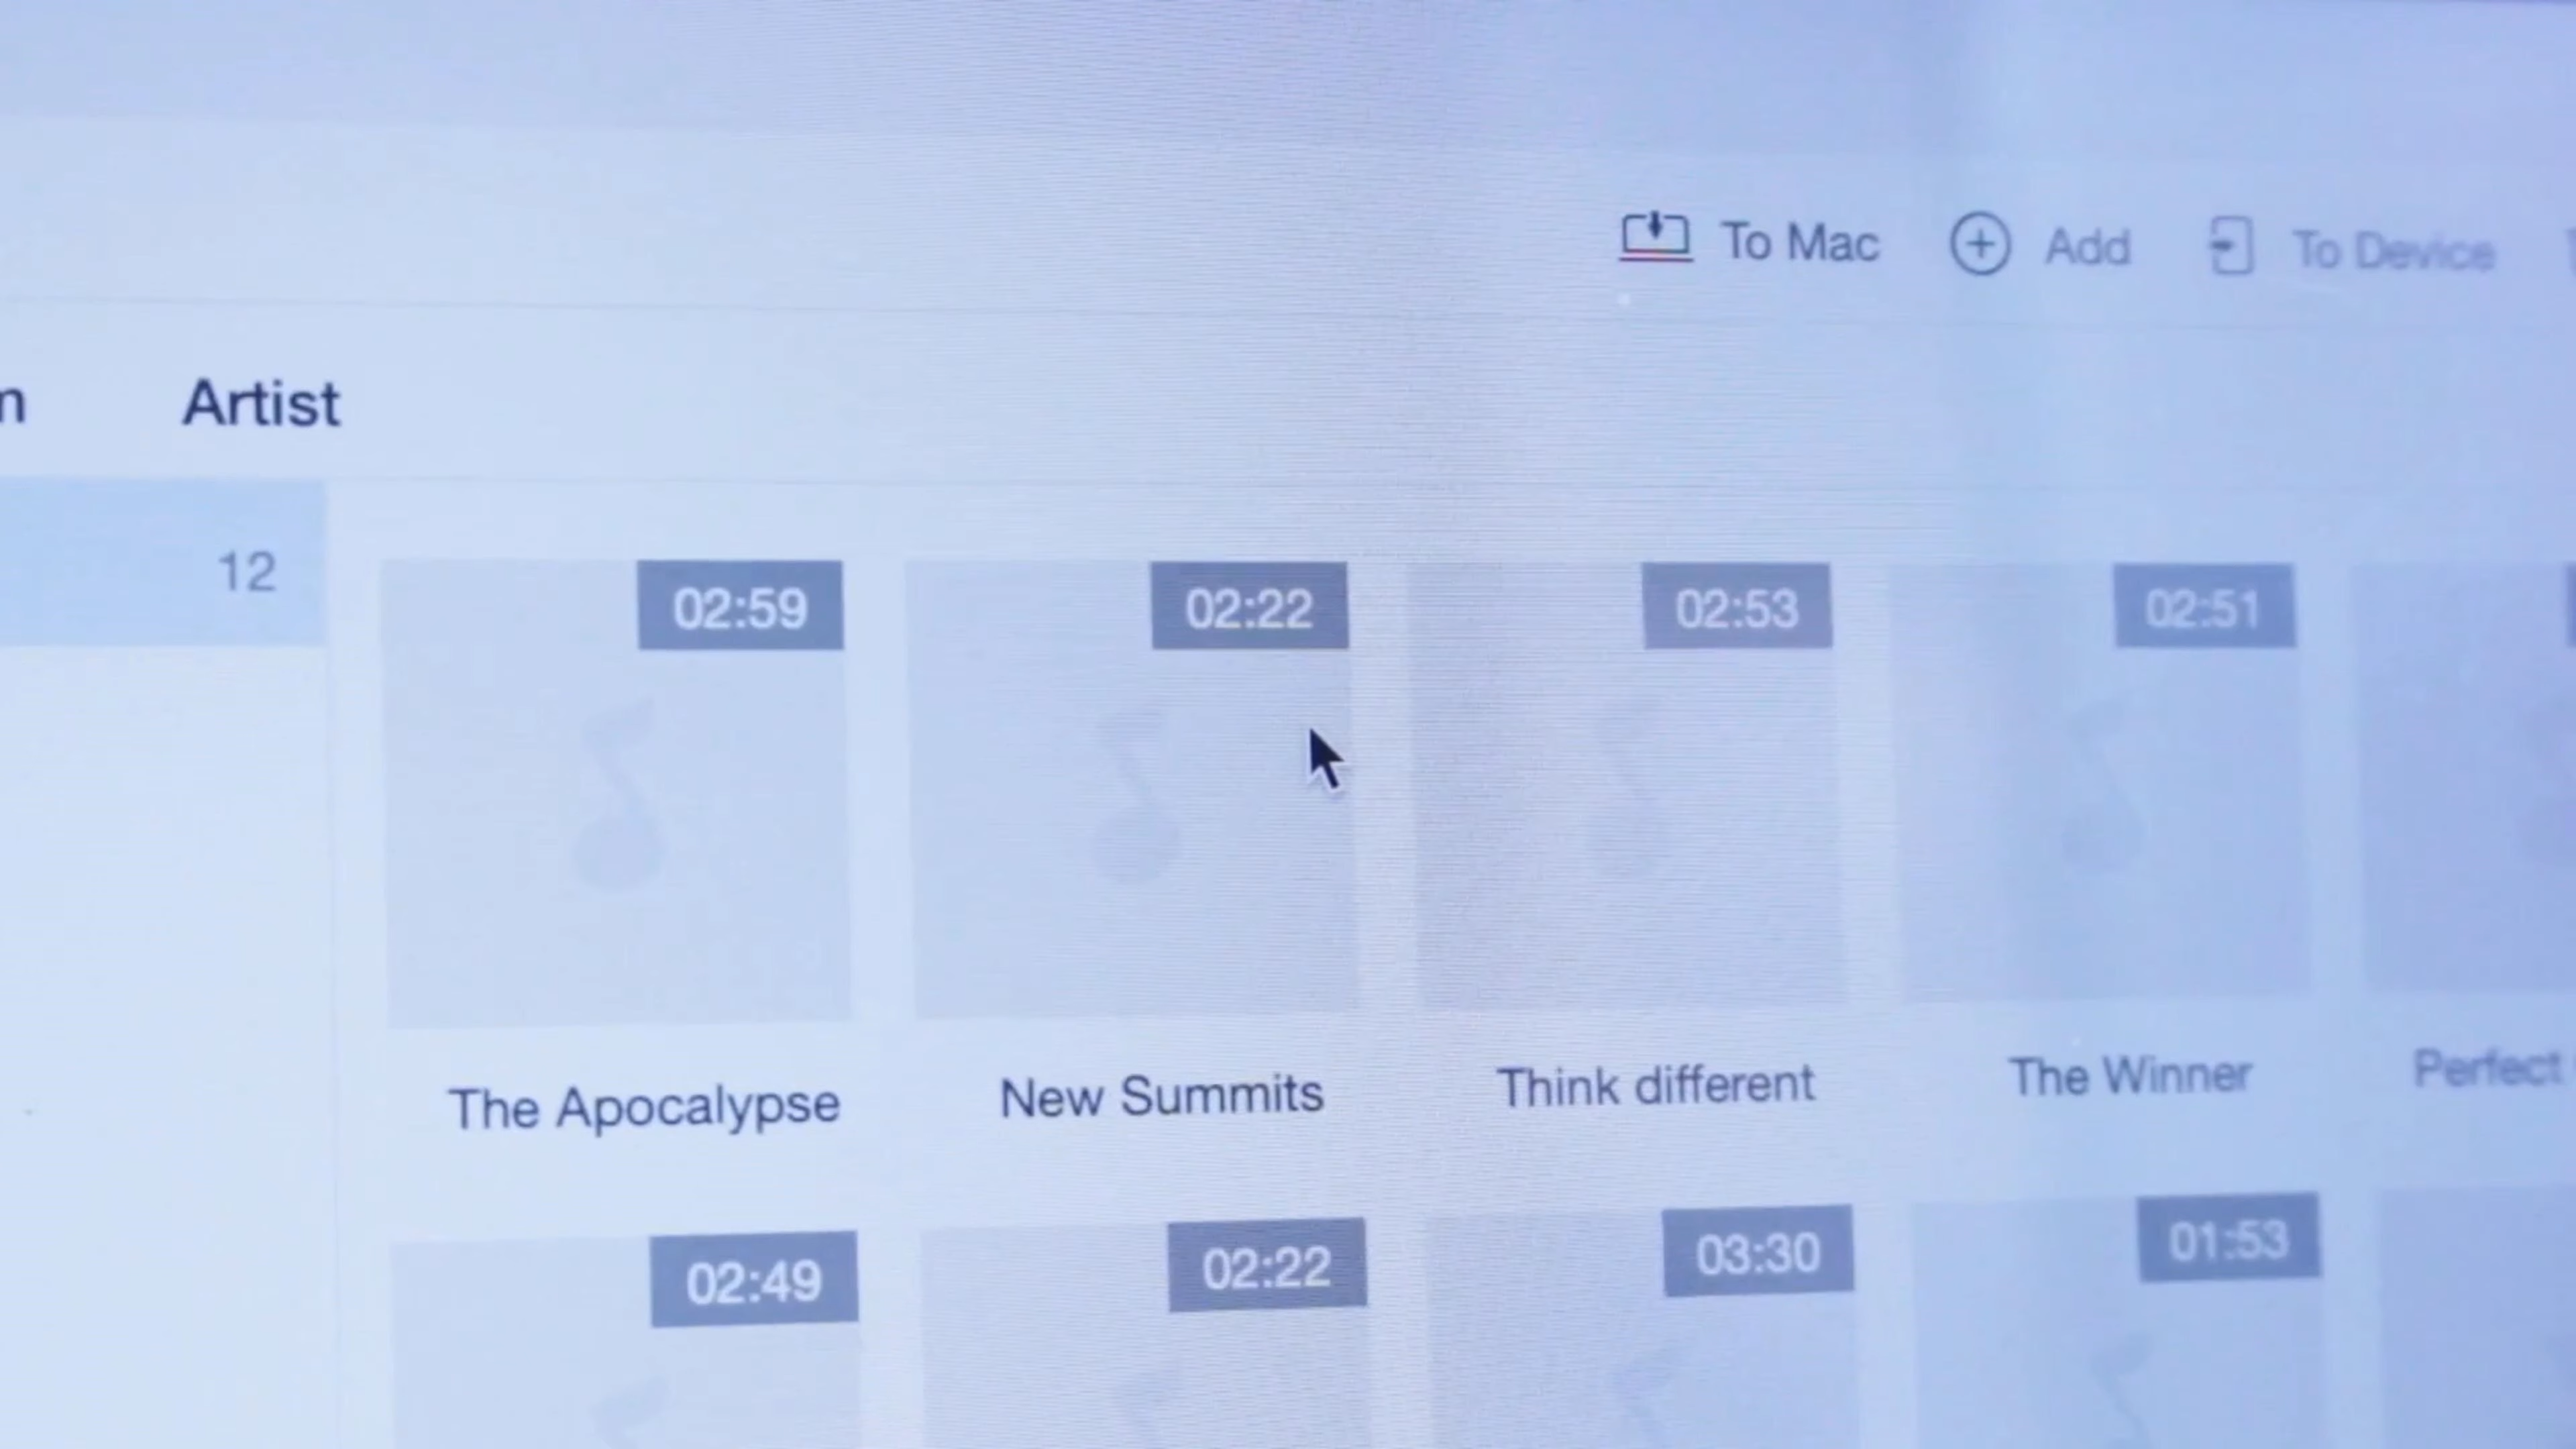 To Mac Add To Device
Artist
12
02:59 02:22 02:53 02:51
The Apocalypse New Summits Think different The Winner Perfect
02:49 02:22 03:30 01:53